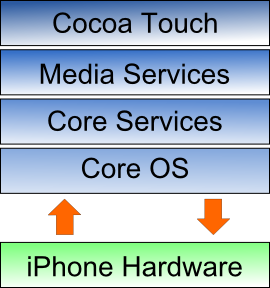 Cocoa Touch
Media Services
Core Services
Core OS
iPhone Hardware